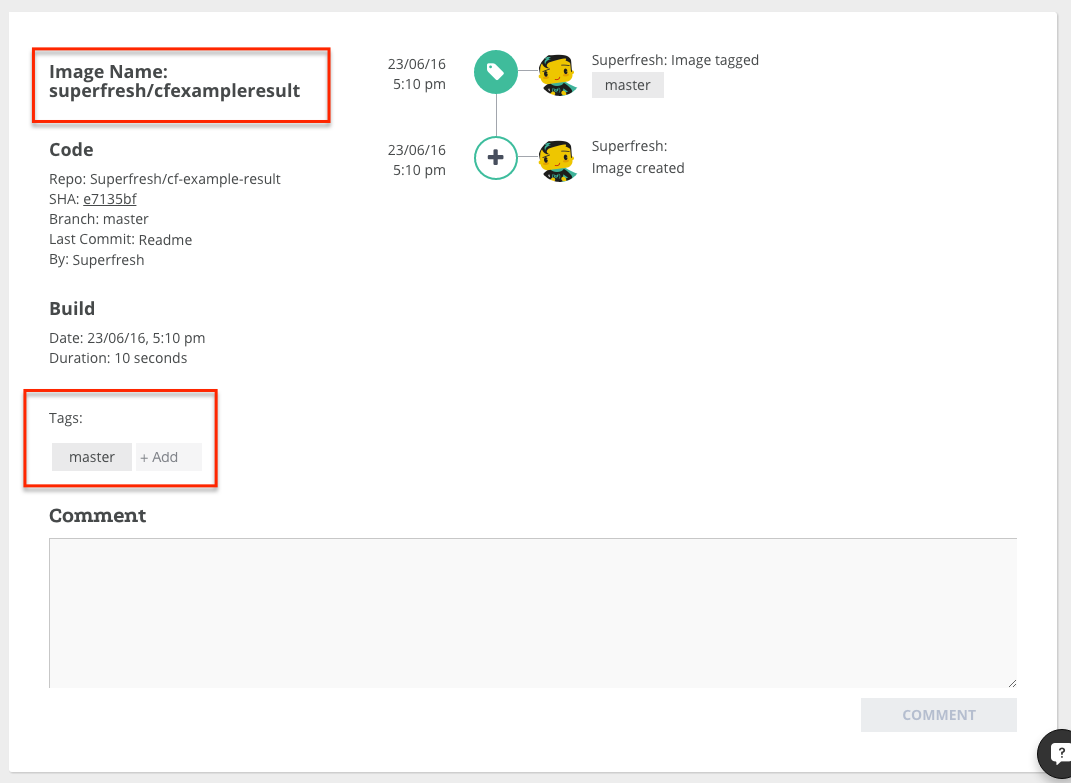 Image Name:
superfresh/cfexampleresult
Code
Repo: Superfresh/cf-example-result
SHA: e7135bf
Branch: master
Last Commit: Readme
By: Superfresh
Build
Date: 23/06/16, 5:10 pm
Duration: 10 seconds
Tags:
master + Add
23/06/16
5:10 pm
Superfresh: Image tagged
master
23/06/16
5:10 pm
Superfresh:
Image created
Comment
COMMENT
?